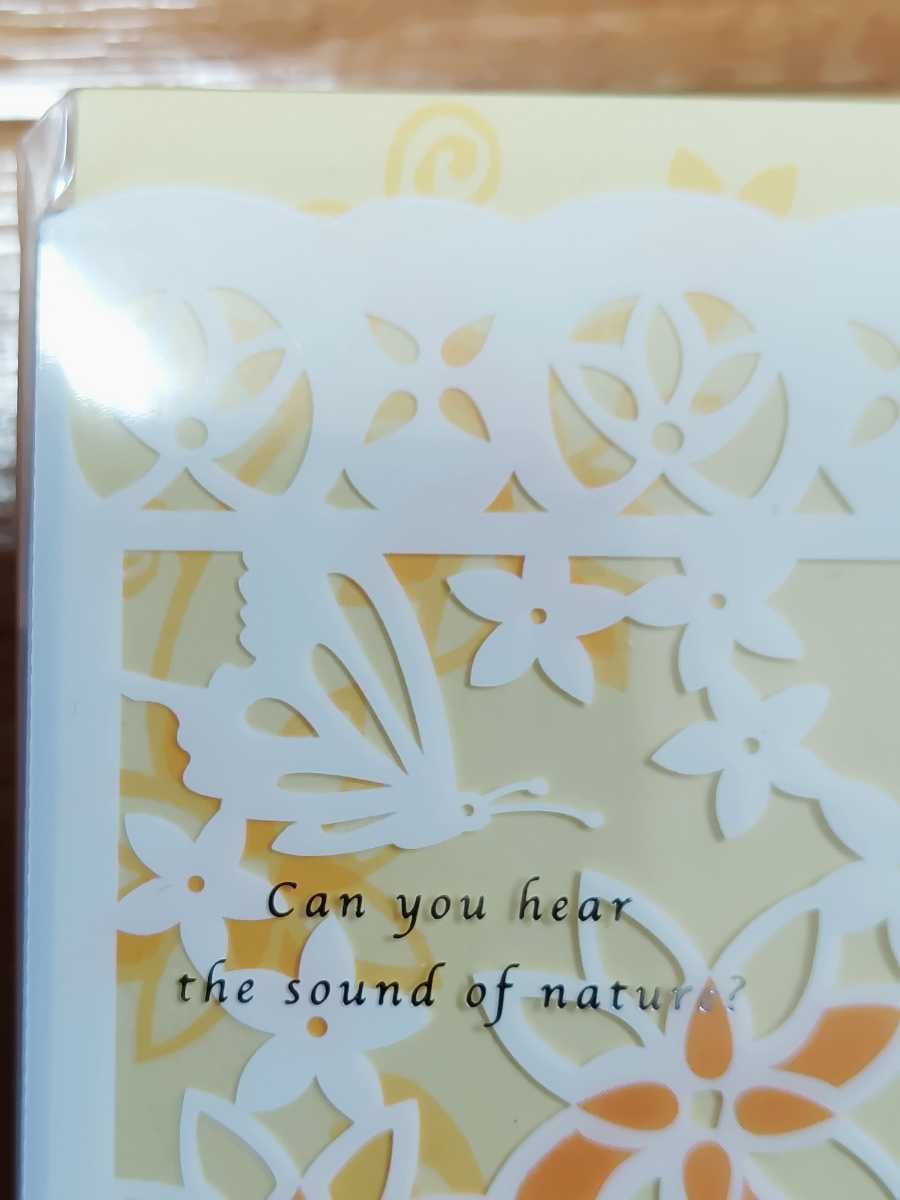 Can you hear
the sound of nature?